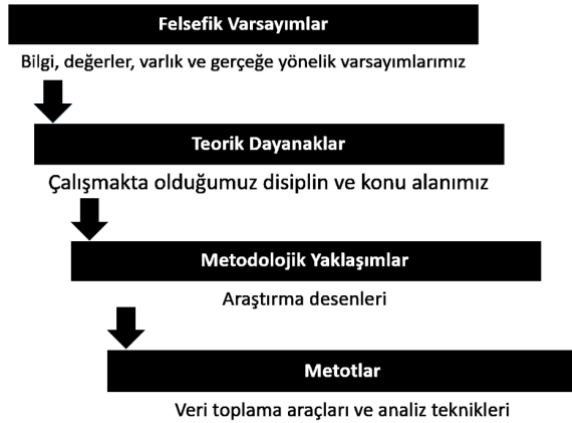 Felsefik Varsayımlar
Bilgi, değerler, varlık ve gerçeğe yönelik varsayımlarımız
Teorik Dayanaklar
Çalışmakta olduğumuz disiplin ve konu alanımız
Metodolojik Yaklaşımlar
Araştırma desenleri
Metotlar
Veri toplama araçları ve analiz teknikleri